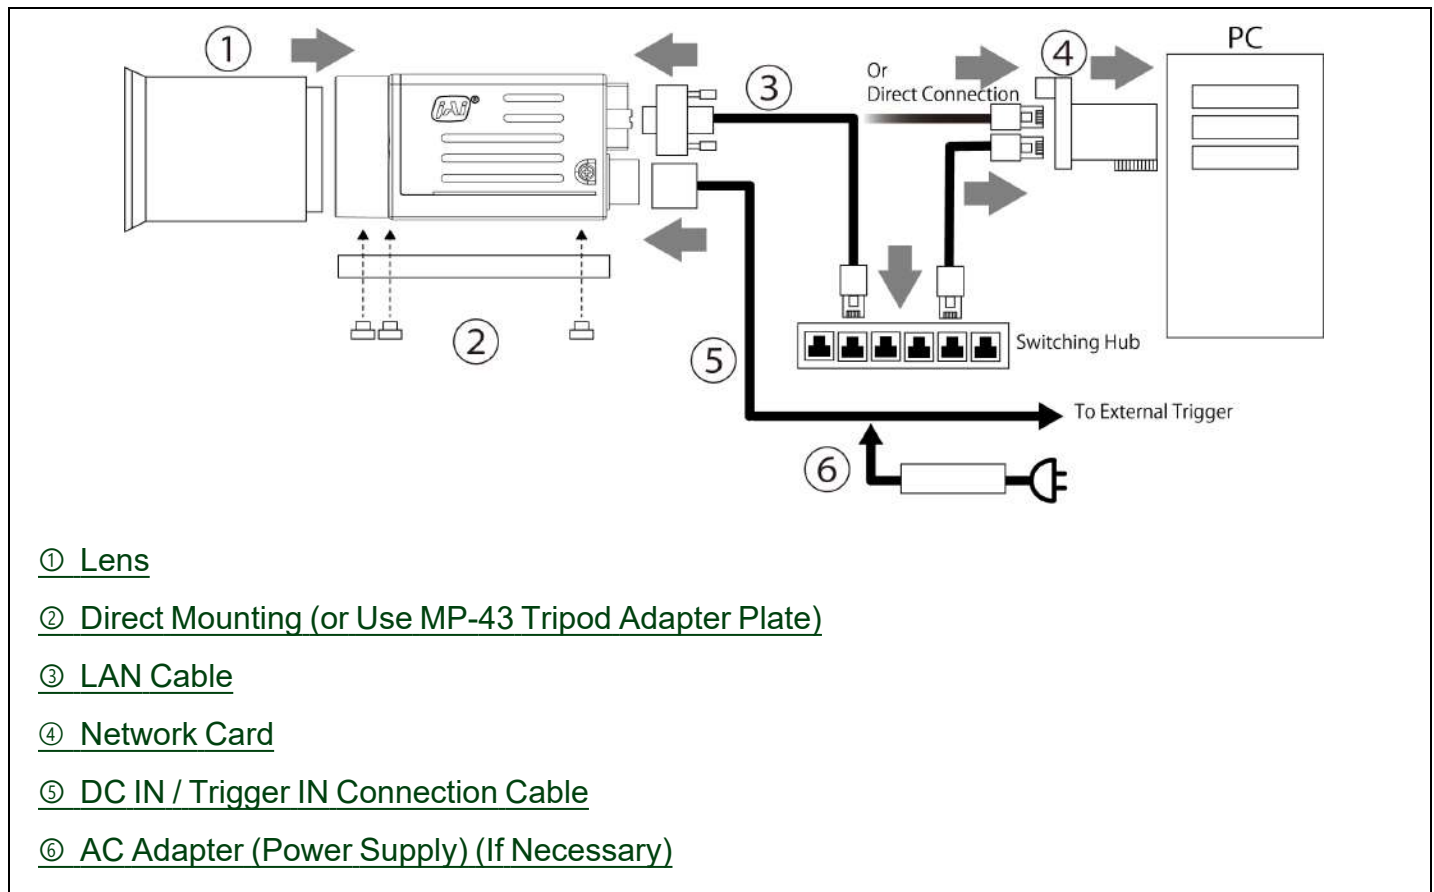 ① ③ ④ PC
Or
Direct Connection
JAi®
②
Switching Hub
⑤
To External Trigger
⑥
① Lens
② Direct Mounting (or Use MP-43 Tripod Adapter Plate)
③ LAN Cable
④ Network Card
⑤ DC IN / Trigger IN Connection Cable
⑥ AC Adapter (Power Supply) (If Necessary)